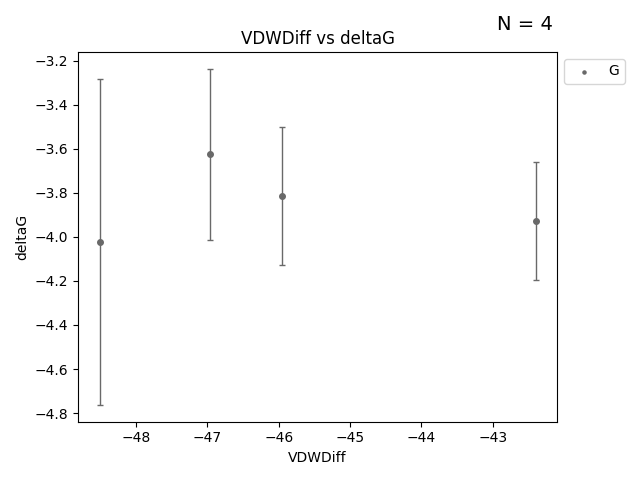 N = 4
VDWDiff vs deltaG
G
−3.2
−3.4
−3.6
−3.8
−4.0
−4.2
−4.4
−4.6
−4.8
deltaG
−48 −47 −46 −45 −44 −43
VDWDiff